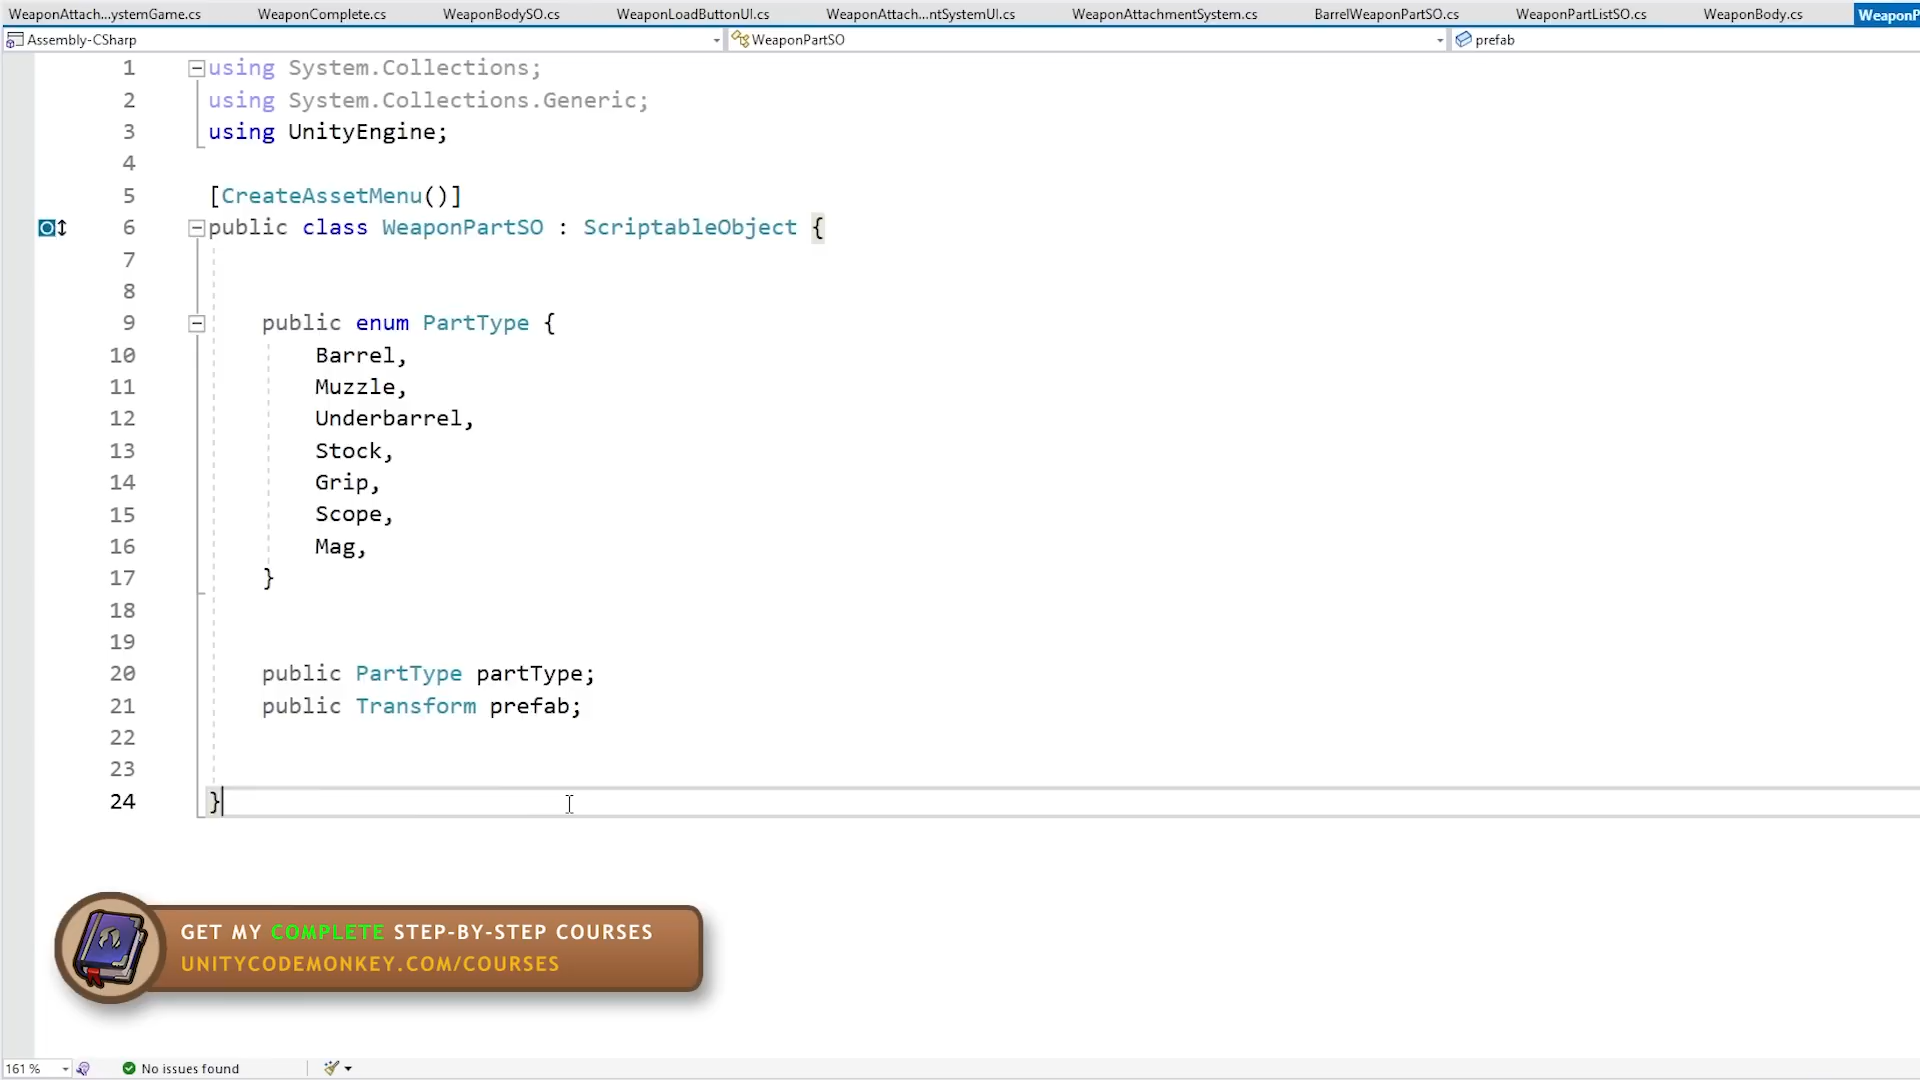 WeaponAttach...ystemGame.cs WeaponComplete.cs WeaponBodySO.cs WeaponLoadButtonUI.cs WeaponAttach...ntSystemUI.cs WeaponAttachmentSystem.cs BarrelWeaponPartSO.cs WeaponPartListSO.cs WeaponBody.cs WeaponP
Assembly-CSharp WeaponPartSO prefab
1 using System.Collections;
2 using System.Collections.Generic;
3 using UnityEngine;
4
5 [CreateAssetMenu()]
6 public class WeaponPartSO : ScriptableObject {
7
8
9 public enum PartType {
10 Barrel,
11 Muzzle,
12 Underbarrel,
13 Stock,
14 Grip,
15 Scope,
16 Mag,
17 }
18
19
20 public PartType partType;
21 public Transform prefab;
22
23
24 }
GET MY COMPLETE STEP-BY-STEP COURSES
UNITYCODEMONKEY.COM/COURSES
161 % No issues found